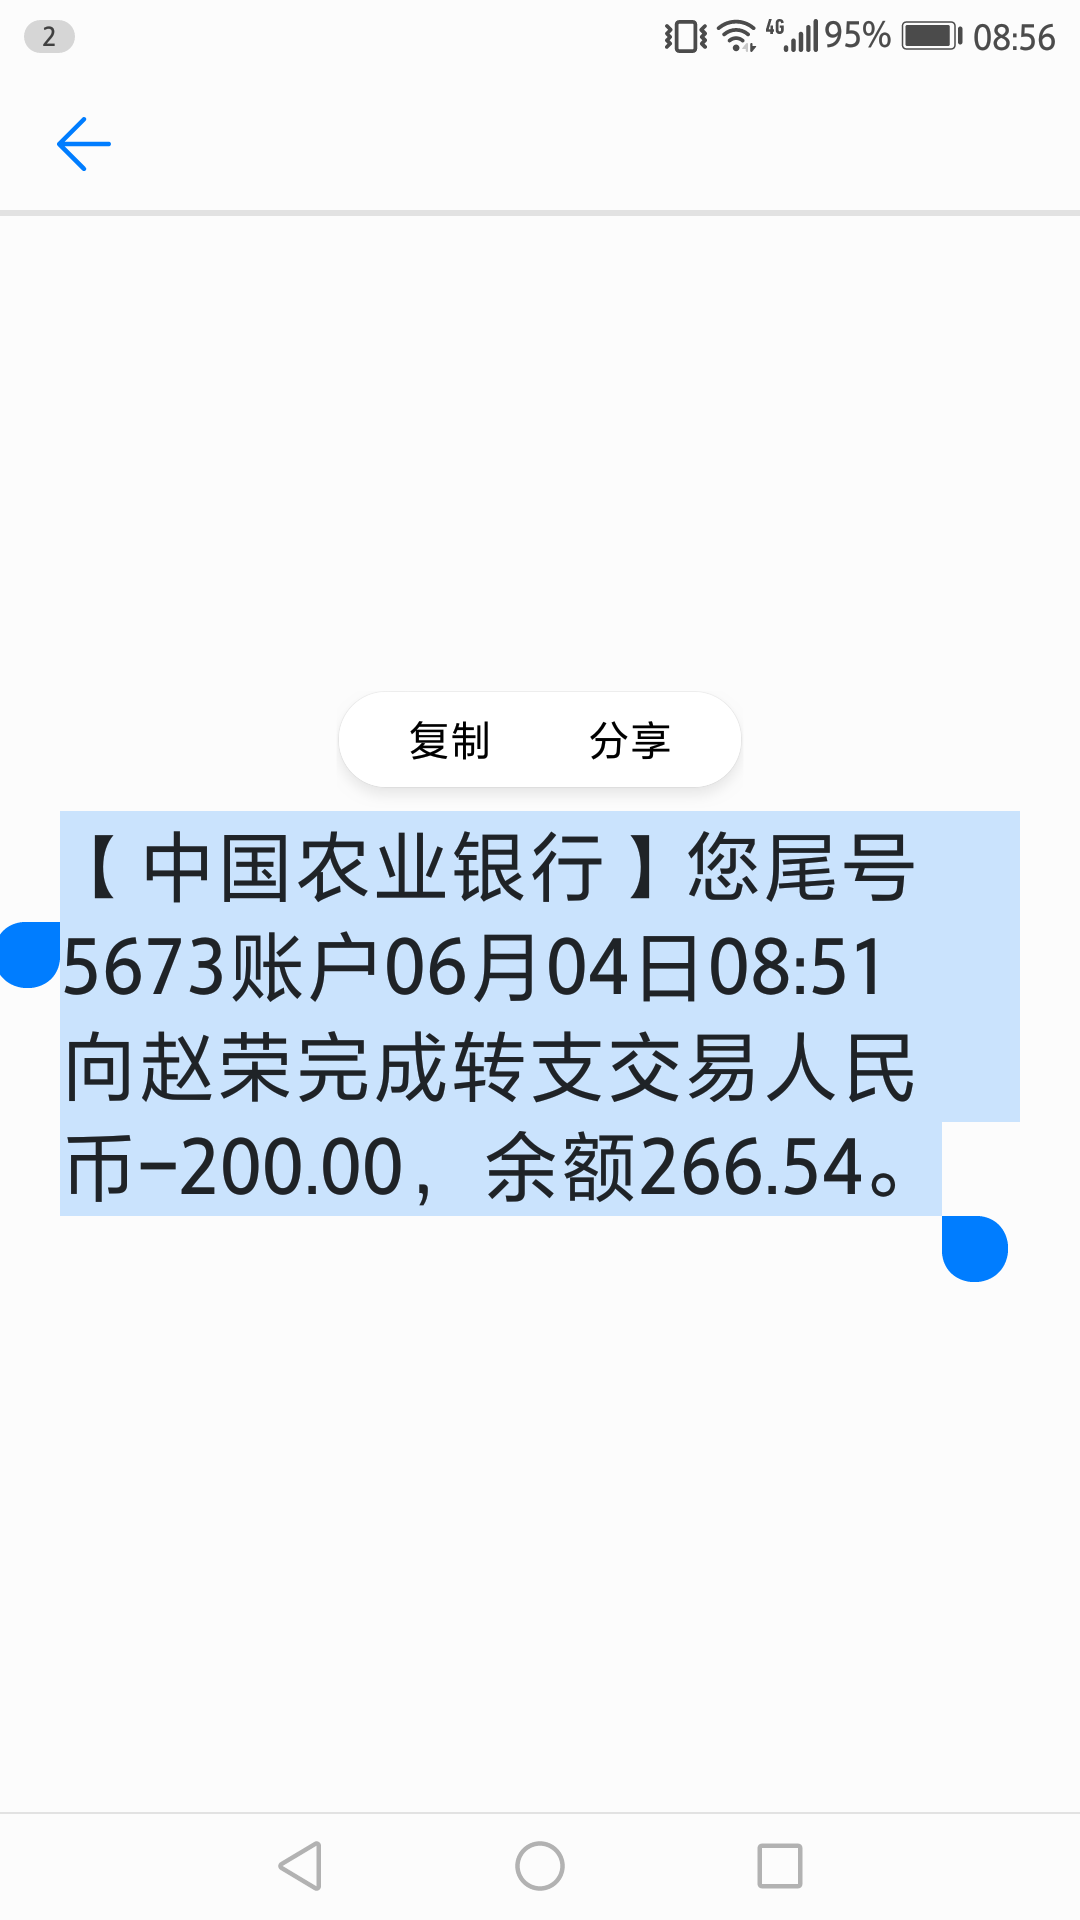 2
4G 95% 08:56
复制 分享
【中国农业银行】您尾号
5673账户06月04日08:51
向赵荣完成转支交易人民
币-200.00，余额266.54。